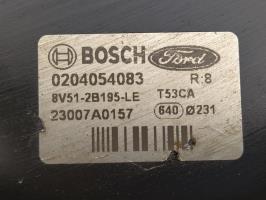 BOSCH Ford
0204054083 R:8
8V51-2B195-LE T53CA
23007A0157 640 Ø231